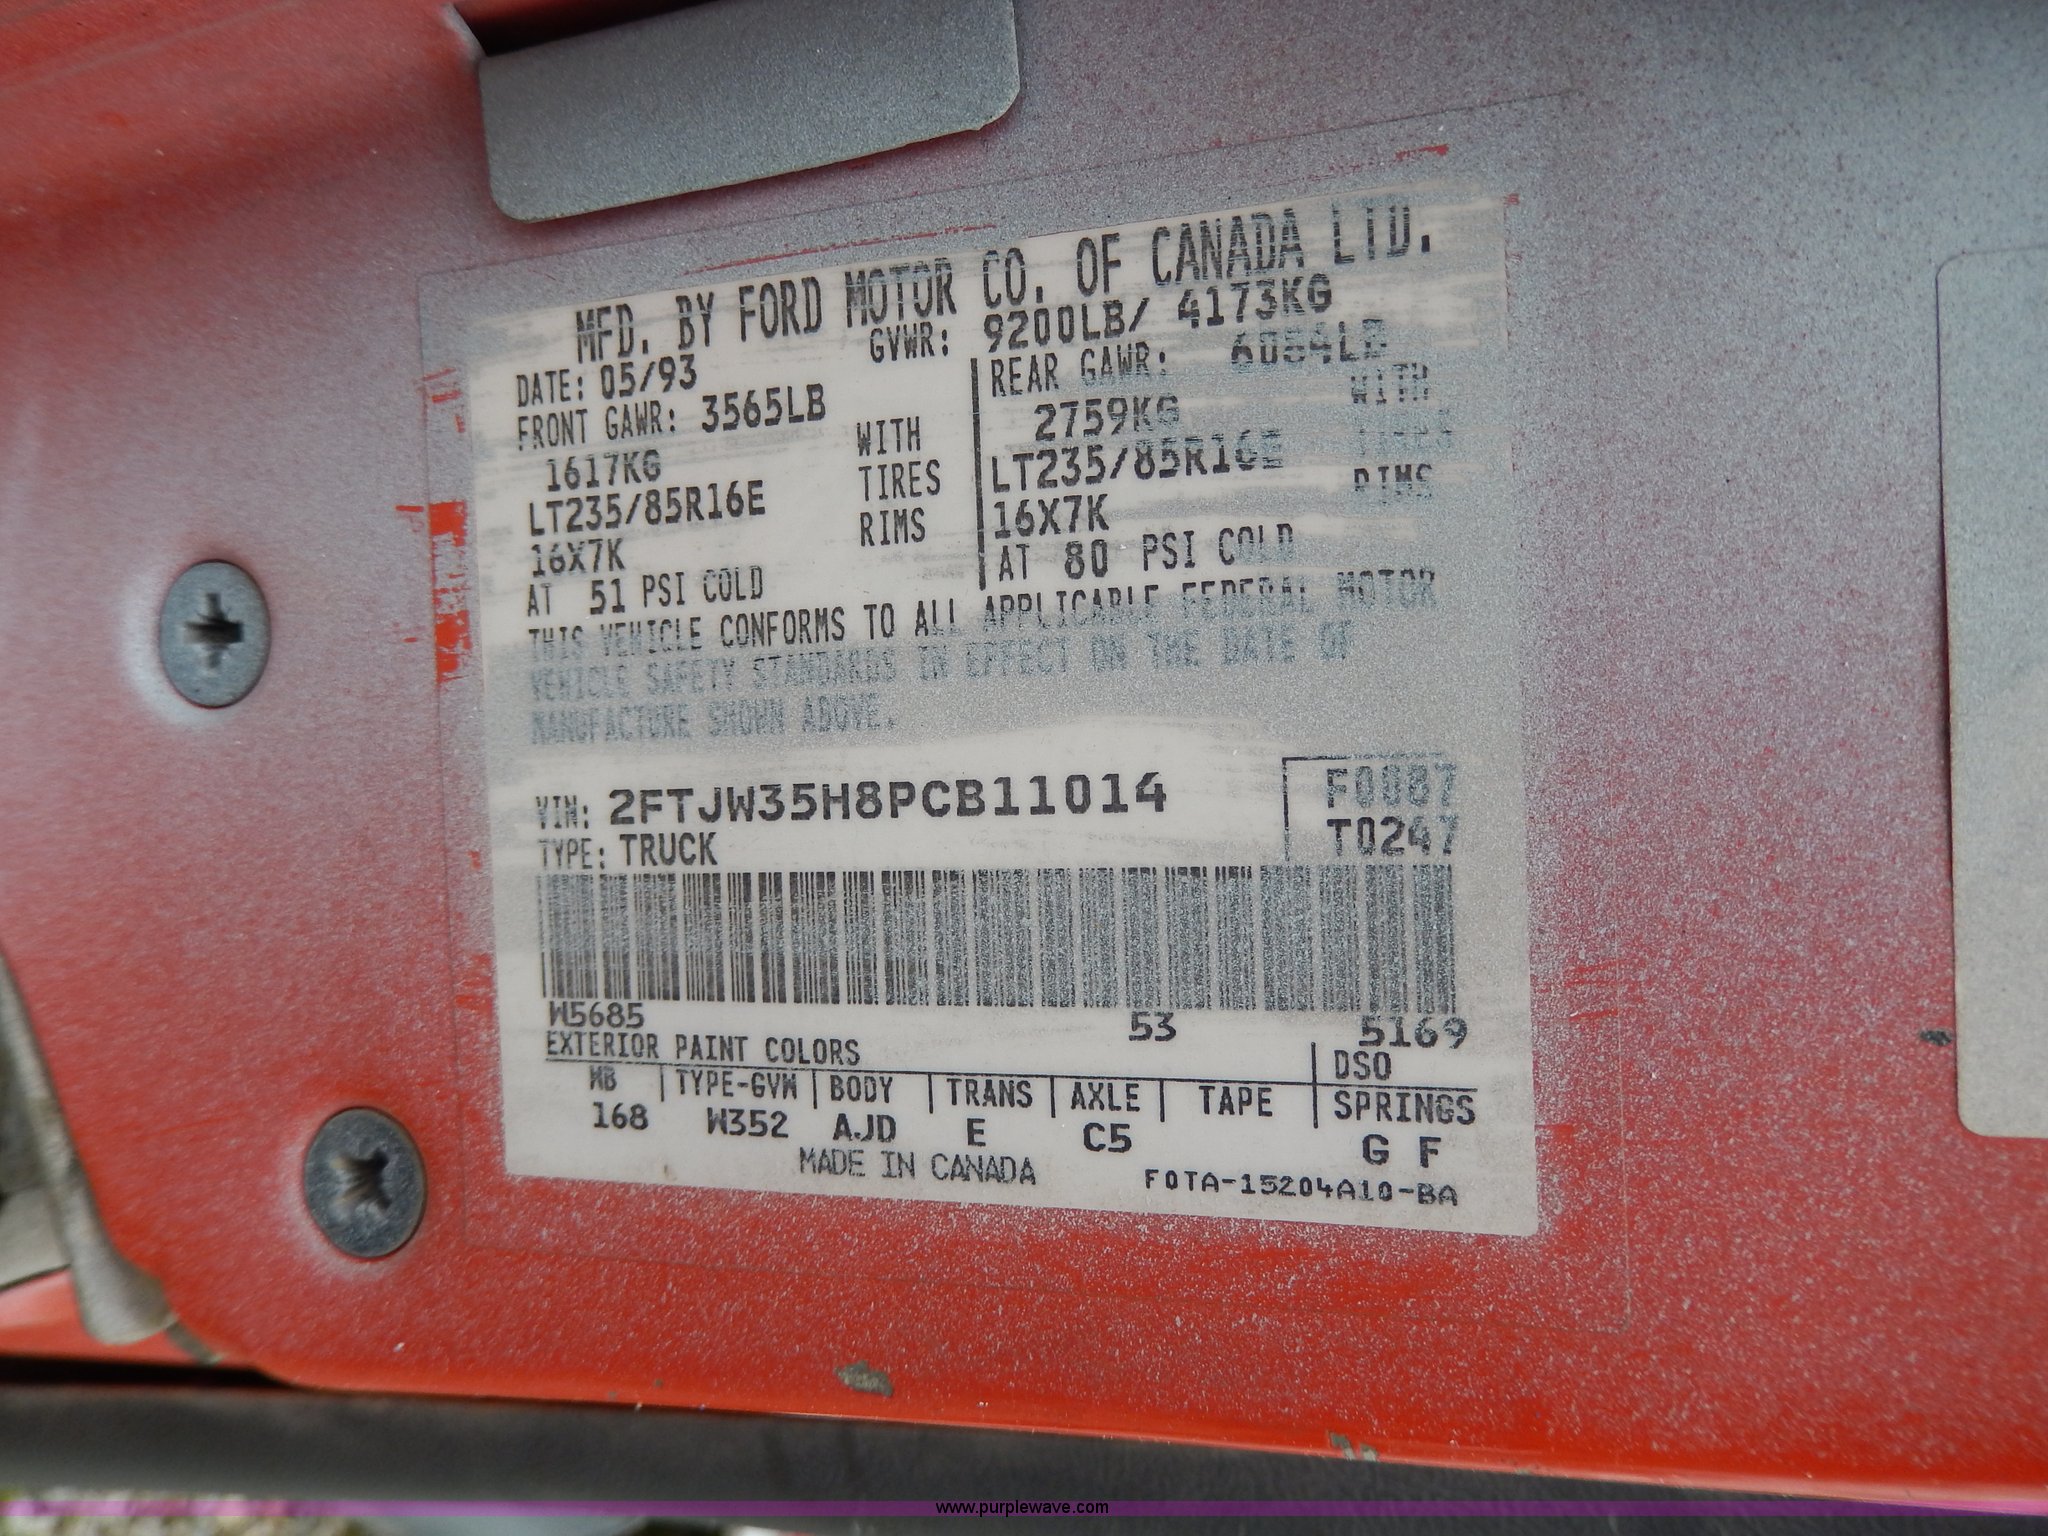 MFD. BY FORD MOTOR CO. OF CANADA LTD.
GVWR: 9200LB/ 4173KG
DATE: 05/93
FRONT GAWR: 3565LB
1617KG WITH
LT235/85R16E TIRES
16X7K RIMS
AT 51 PSI COLD
REAR GAWR: 6084LB
2759KG WITH
LT235/85R16E TIRES
16X7K RIMS
AT 80 PSI COLD
THIS VEHICLE CONFORMS TO ALL APPLICABLE FEDERAL MOTOR
VEHICLE SAFETY STANDARDS IN EFFECT ON THE DATE OF
MANUFACTURE SHOWN ABOVE.
VIN: 2FTJW35H8PCB11014
F0087
TYPE: TRUCK
T0247
W5685 53 5169
EXTERIOR PAINT COLORS DSO
WB TYPE-GVW BODY TRANS AXLE TAPE SPRINGS
168 W352 AJD E C5 G F
MADE IN CANADA
F0TA-15204A10-BA
www.purplewave.com